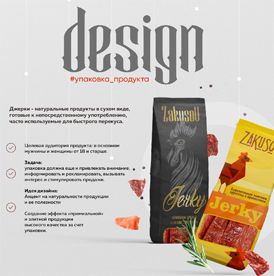 design
#упаковка_продукта
Джерки - натуральные продукты в сухом виде,
готовые к непосредственному употреблению,
часто используемые для быстрого перекуса.
Целевая аудитория продукта: в основном
мужчины и женщины от 18 и старше.
Задача:
упаковка должна еще и привлекать внимание,
информировать и рекламировать, вызывать
интерес и стимулировать продажи.
Идея дизайна:
Акцент на натуральности продукции
и ее полезности
Создание эффекта «премиальной»
и элитной продукции
высокого качества за счет
упаковки.
ZakusoU
Jerky
ZAKUSO
Jerky